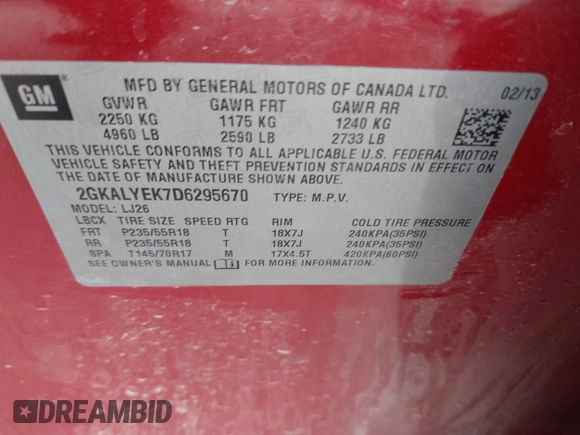 GM
MFD BY GENERAL MOTORS OF CANADA LTD. 02/13
GVWR GAWR FRT GAWR RR
2250 KG 1175 KG 1240 KG
4960 LB 2590 LB 2733 LB
THIS VEHICLE CONFORMS TO ALL APPLICABLE U.S. FEDERAL MOTOR
VEHICLE SAFETY AND THEFT PREVENTION STANDARDS IN EFFECT ON
THE DATE OF MANUFACTURE SHOWN ABOVE.
2GKALYEK7D6295670 TYPE: M.P.V.
MODEL: LJ26
LBCX TIRE SIZE SPEED RTG RIM COLD TIRE PRESSURE
FRT P235/55R18 T 18X7J 240KPA(35PSI)
RR P235/55R18 T 18X7J 240KPA(35PSI)
SPA T145/70R17 M 17X4.5T 420KPA(60PSI)
SEE OWNER'S MANUAL FOR MORE INFORMATION.
DREAMBID